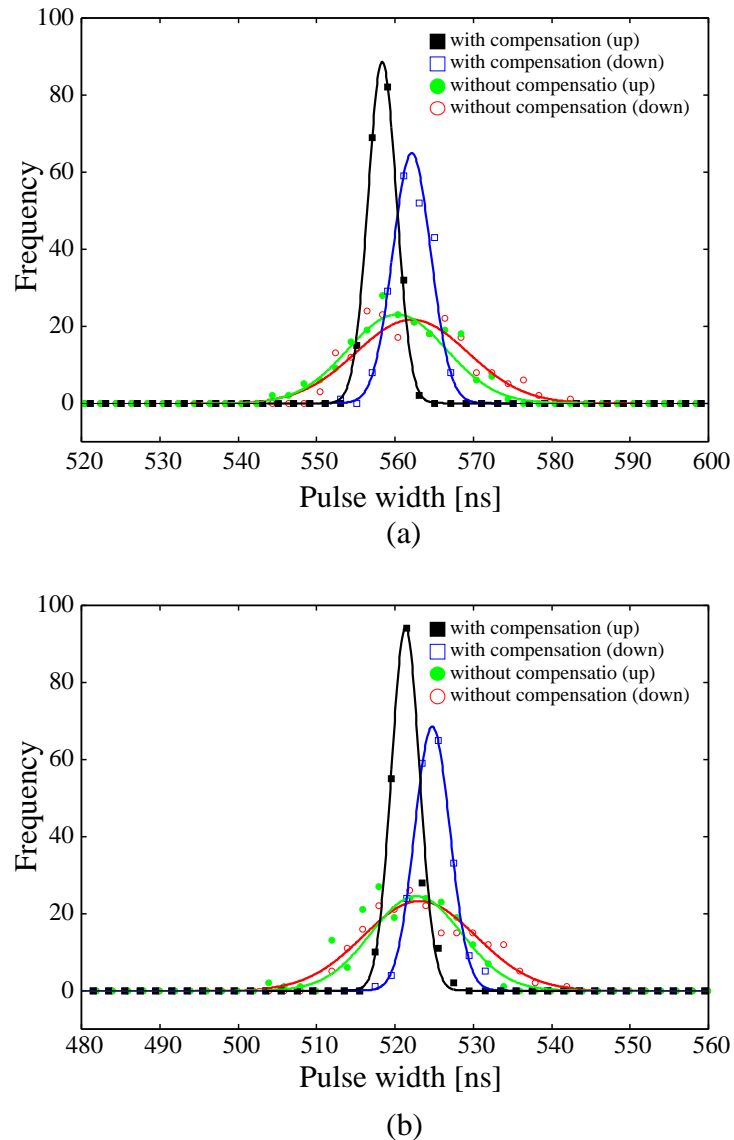 100
80
60
40
20
0
Frequency
with compensation (up)
with compensation (down)
without compensatio (up)
without compensation (down)
520 530 540 550 560 570 580 590 600
Pulse width [ns]
(a)
100
80
60
40
20
0
Frequency
with compensation (up)
with compensation (down)
without compensatio (up)
without compensation (down)
480 490 500 510 520 530 540 550 560
Pulse width [ns]
(b)